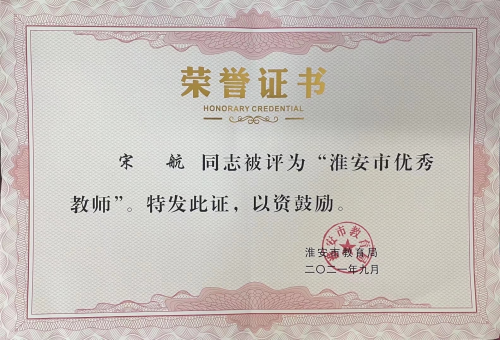 荣誉证书
HONORARY CREDENTIAL
宋 航 同志被评为“淮安市优秀
教师”。特发此证，以资鼓励。
淮安市教育局
二〇二一年九月